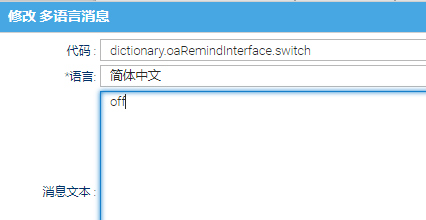 修改 多语言消息
代码 : dictionary.oaRemindInterface.switch
*语言: 简体中文
off
消息文本 :